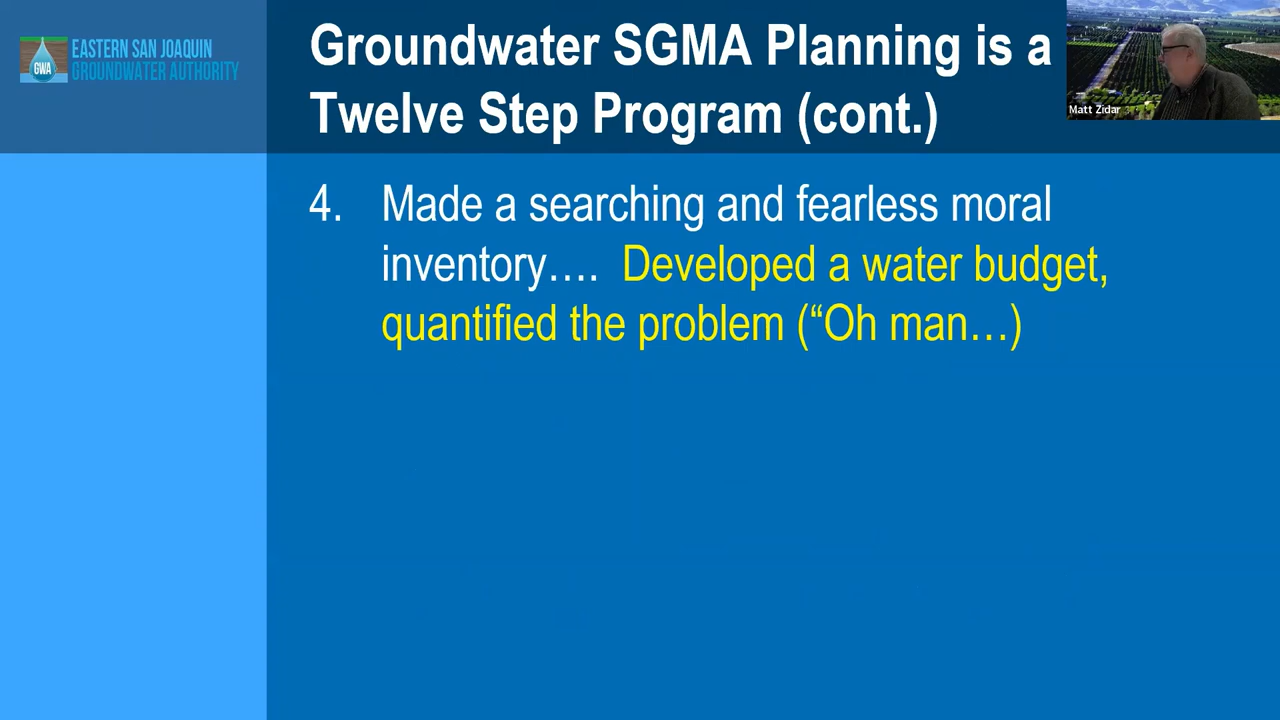 EASTERN SAN JOAQUIN
GROUNDWATER AUTHORITY
GWA
Groundwater SGMA Planning is a
Twelve Step Program (cont.)
Matt Zidar
4. Made a searching and fearless moral
inventory…. Developed a water budget,
quantified the problem (“Oh man…)